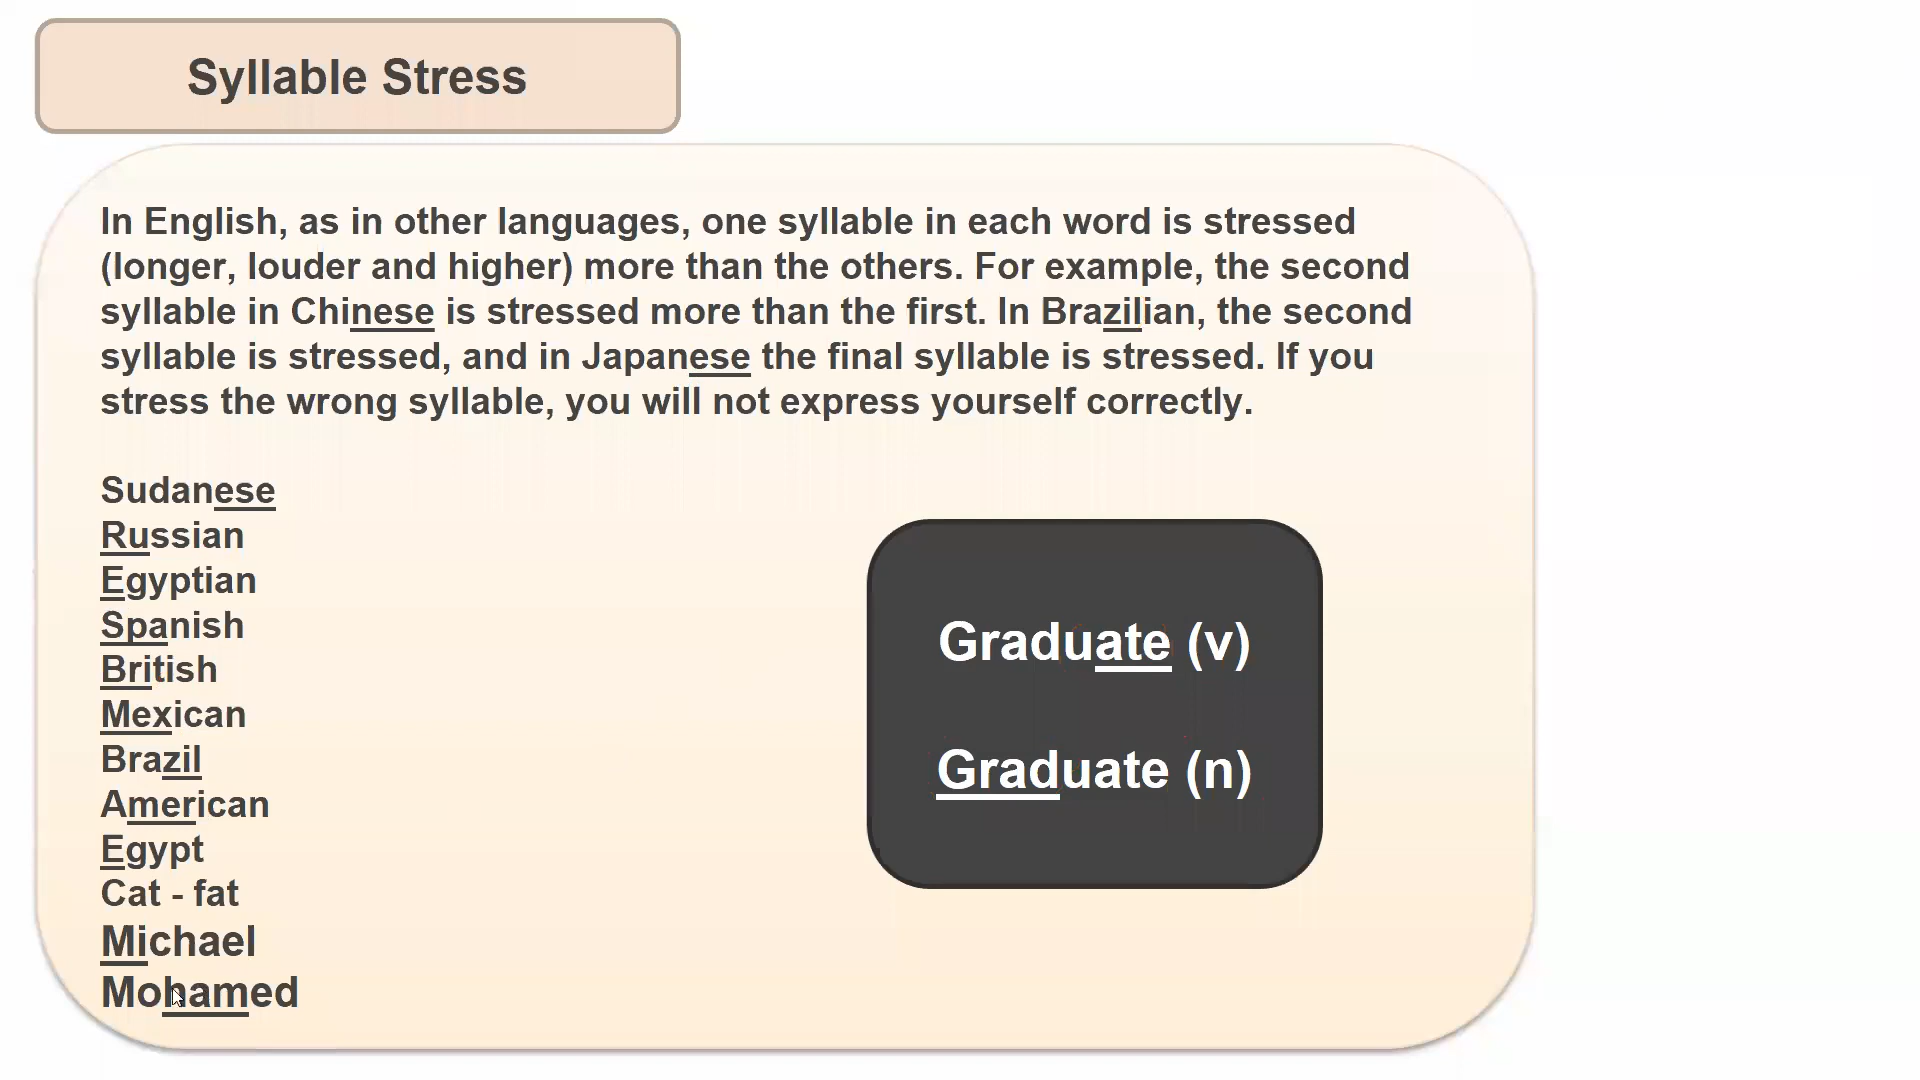 Syllable Stress
In English, as in other languages, one syllable in each word is stressed
(longer, louder and higher) more than the others. For example, the second
syllable in Chinese is stressed more than the first. In Brazilian, the second
syllable is stressed, and in Japanese the final syllable is stressed. If you
stress the wrong syllable, you will not express yourself correctly.
Sudanese
Russian
Egyptian
Spanish
British
Mexican
Brazil
American
Egypt
Cat - fat
Michael
Mohamed
Graduate (v)
Graduate (n)